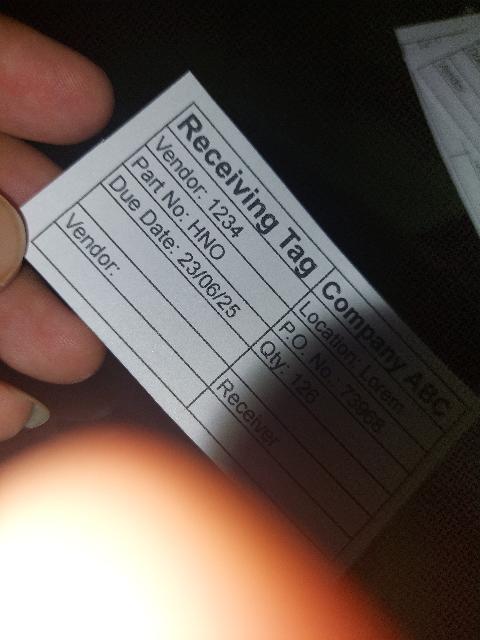 Receiving Tag Company ABC
Vendor: 1234 Location:
Part No: HNO P.O. No.: 73968
Due Date: 23/06/25 Qty: 126
Vendor: Receiver